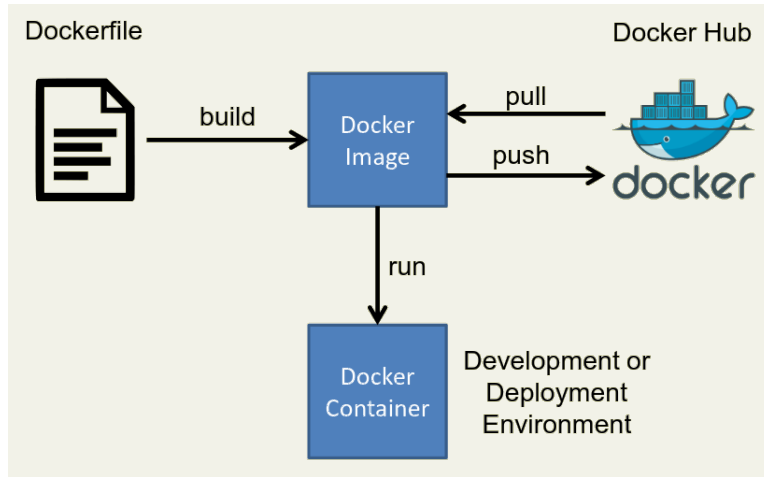 Dockerfile
Docker Hub
build
Docker
Image
pull
push
docker
run
Docker
Container
Development or
Deployment
Environment